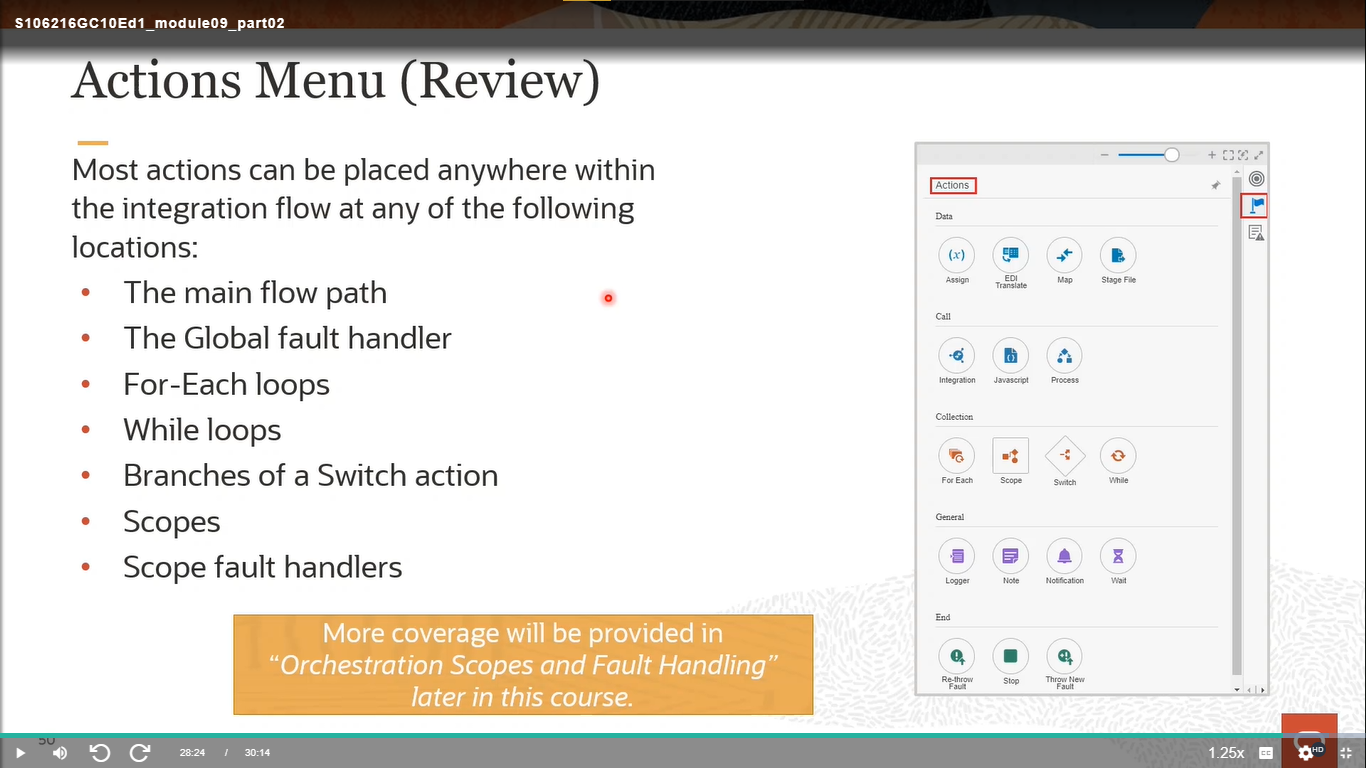 S106216GC10Ed1_module09_part02
Actions Menu (Review)
Most actions can be placed anywhere within
the integration flow at any of the following
locations:
• The main flow path
• The Global fault handler
• For-Each loops
• While loops
• Branches of a Switch action
• Scopes
• Scope fault handlers
More coverage will be provided in
“Orchestration Scopes and Fault Handling”
later in this course.
Actions
Data
(x)
Assign
EDI
Translate
Map
Stage File
Call
Integration
Javascript
Process
Collection
For Each
Scope
Switch
While
General
Logger
Note
Notification
Wait
End
Re-throw
Fault
Stop
Throw New
Fault
50
28:24 / 30:14
1.25x
CC
HD